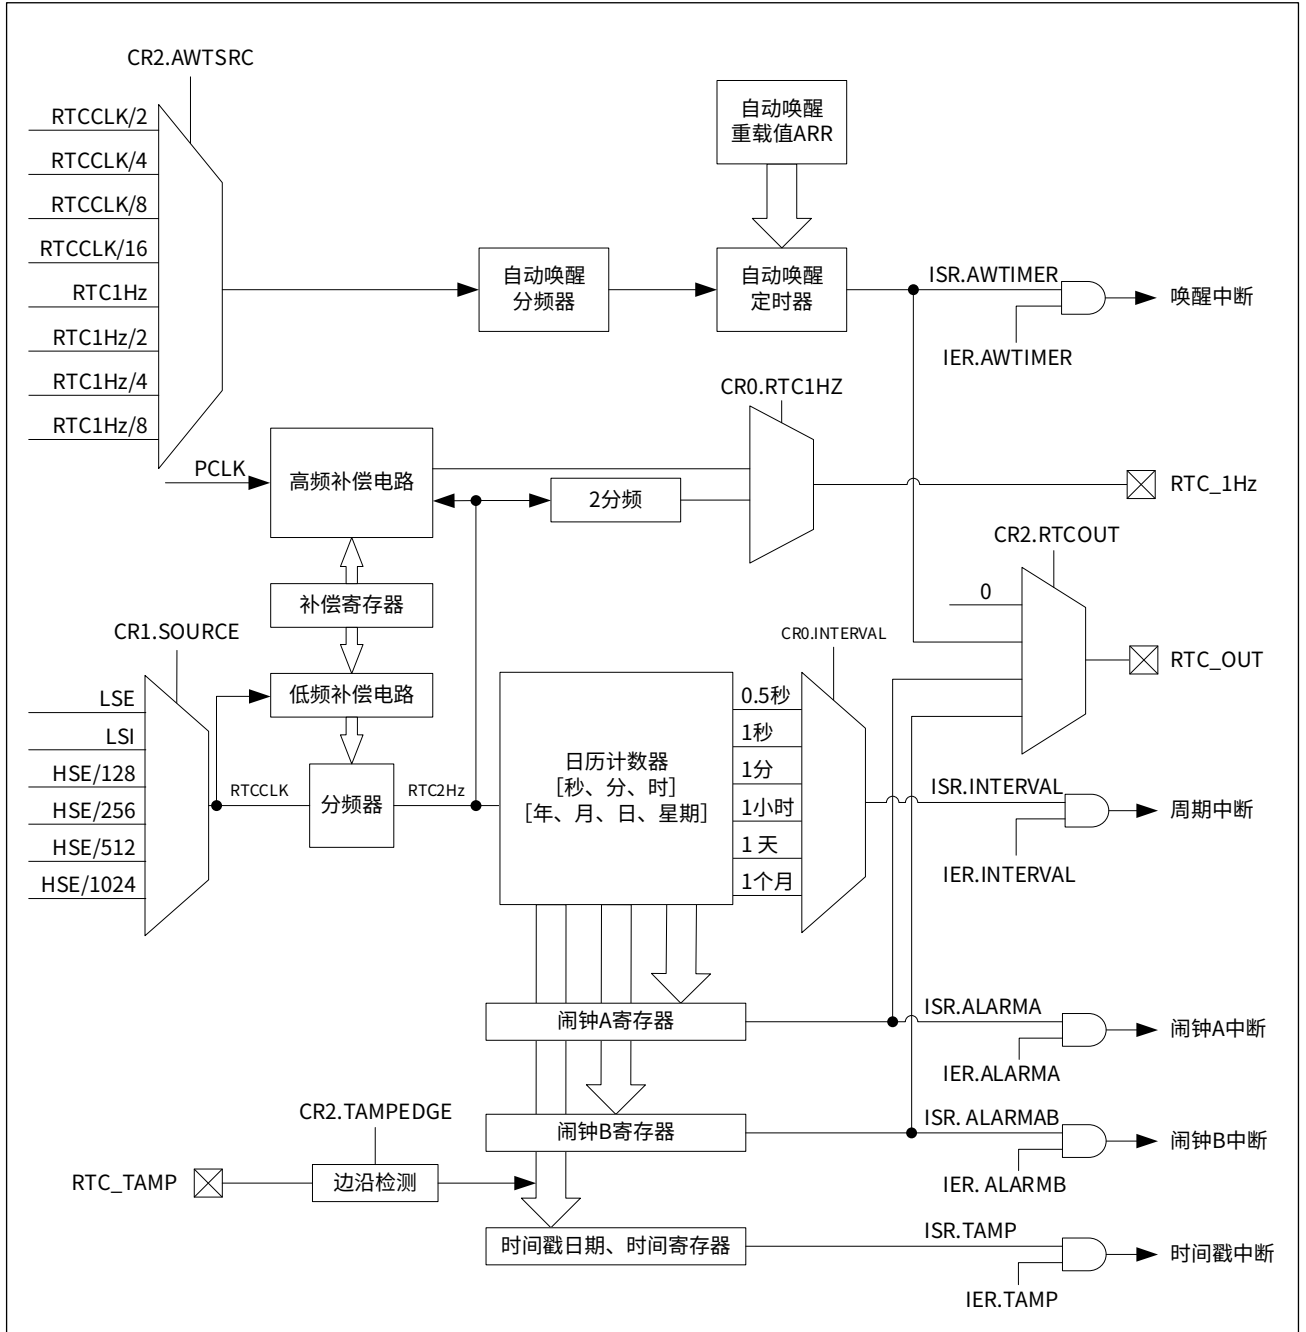 CR2.AWTSRC
RTCCLK/2
RTCCLK/4
RTCCLK/8
RTCCLK/16
RTC1Hz
RTC1Hz/2
RTC1Hz/4
RTC1Hz/8
自动唤醒
重载值ARR
自动唤醒
分频器
自动唤醒
定时器
ISR.AWTIMER
IER.AWTIMER
唤醒中断
CR0.RTC1HZ
PCLK
高频补偿电路
2分频
RTC_1Hz
CR2.RTCOUT
0
RTC_OUT
补偿寄存器
CR1.SOURCE
低频补偿电路
LSE
LSI
HSE/128
HSE/256
HSE/512
HSE/1024
RTCCLK
分频器
RTC2Hz
日历计数器
[秒、分、时]
[年、月、日、星期]
CR0.INTERVAL
0.5秒
1秒
1分
1小时
1 天
1个月
ISR.INTERVAL
IER.INTERVAL
周期中断
闹钟A寄存器
ISR.ALARMA
IER.ALARMA
闹钟A中断
闹钟B寄存器
ISR. ALARMAB
IER. ALARMB
闹钟B中断
CR2.TAMPEDGE
RTC_TAMP
边沿检测
时间戳日期、时间寄存器
ISR.TAMP
IER.TAMP
时间戳中断